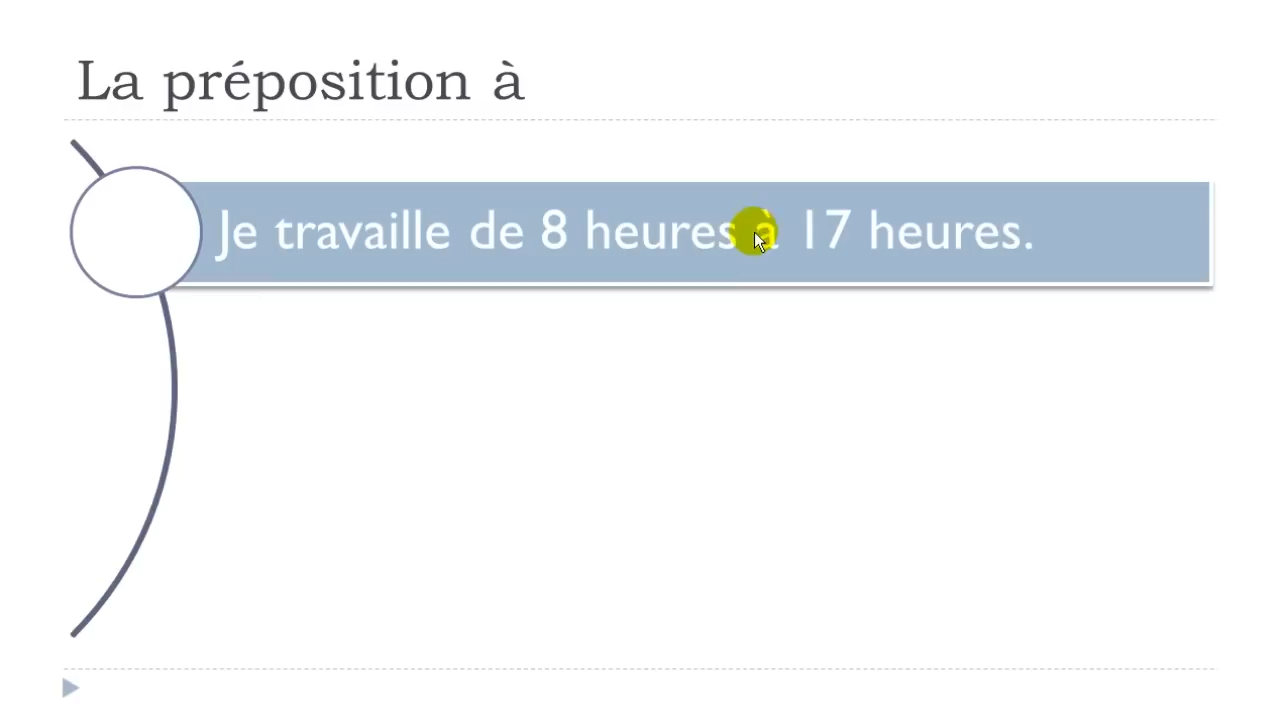 La préposition à
Je travaille de 8 heures à 17 heures.